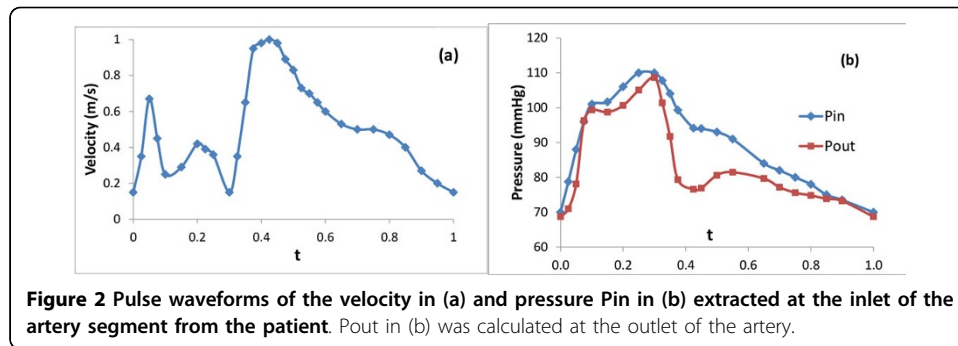 (a)
Velocity (m/s)
1
0.8
0.6
0.4
0.2
0
0 0.2 0.4 0.6 0.8 1
t
(b)
Pressure (mmHg)
120
110
100
90
80
70
60
0.0 0.2 0.4 0.6 0.8 1.0
t
Pin
Pout
Figure 2 Pulse waveforms of the velocity in (a) and pressure Pin in (b) extracted at the inlet of the
artery segment from the patient. Pout in (b) was calculated at the outlet of the artery.